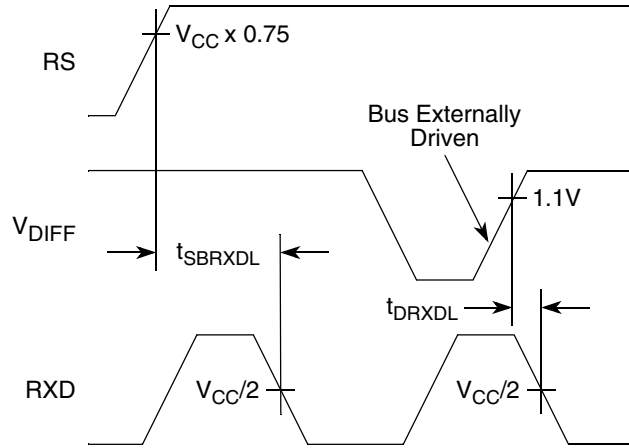 V_CC x 0.75
RS
Bus Externally
Driven
1.1V
V_DIFF
t_SBRXDL
t_DRXDL
RXD
V_CC/2
V_CC/2